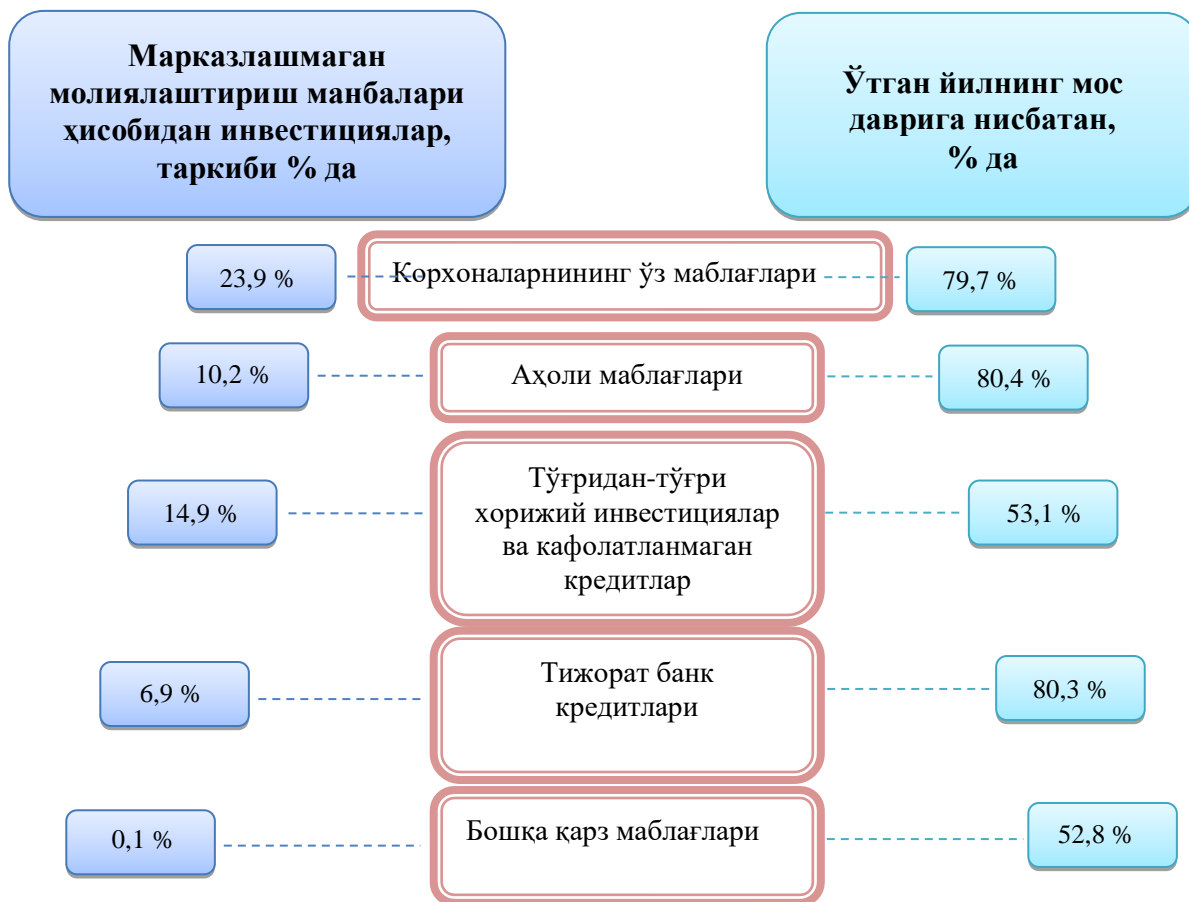 Марказлашмаган
молиялаштириш манбалари
ҳисобидан инвестициялар,
таркиби % да
Ўтган йилнинг мос
даврига нисбатан,
% да
23,9 %
Корхоналарнининг ўз маблағлари
79,7 %
10,2 %
Аҳоли маблағлари
80,4 %
14,9 %
Тўғридан-тўғри
хорижий инвестициялар
ва кафолатланмаган
кредитлар
53,1 %
6,9 %
Тижорат банк
кредитлари
80,3 %
0,1 %
Бошқа қарз маблағлари
52,8 %